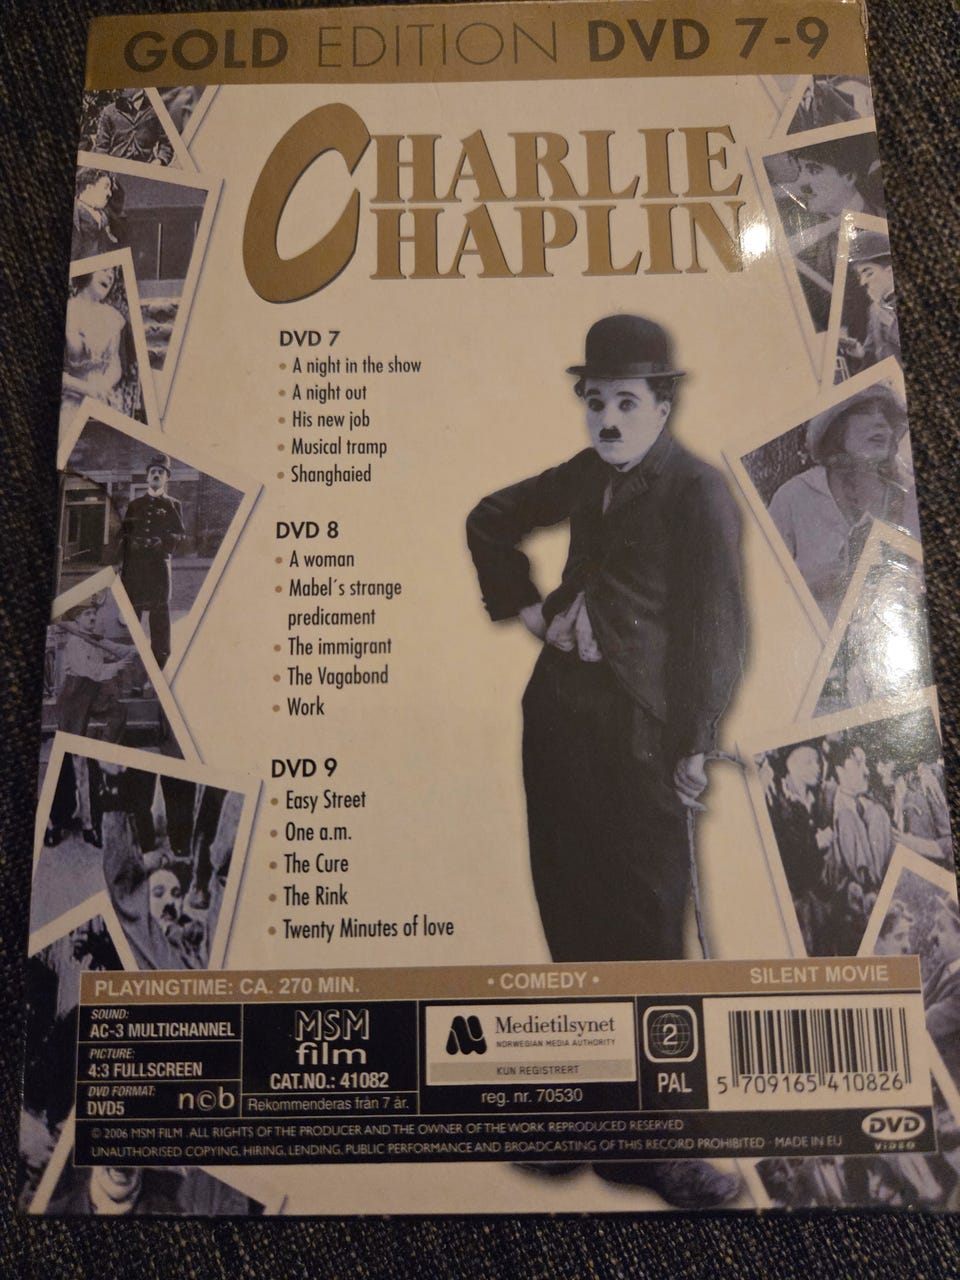 GOLD EDITION DVD 7-9
CHARLIE
CHAPLIN
DVD 7
• A night in the show
• A night out
• His new job
• Musical tramp
• Shanghaied
DVD 8
• A woman
• Mabel´s strange
predicament
• The immigrant
• The Vagabond
• Work
DVD 9
• Easy Street
• One a.m.
• The Cure
• The Rink
• Twenty Minutes of love
PLAYINGTIME: CA. 270 MIN. • COMEDY • SILENT MOVIE
SOUND:
AC-3 MULTICHANNEL
PICTURE:
4:3 FULLSCREEN
DVD FORMAT:
DVD5
n©b
MSM
film
CAT.NO.: 41082
Rekommenderas från 7 år.
Medietilsynet
NORWEGIAN MEDIA AUTHORITY
KUN REGISTRERT
reg. nr. 70530
2
PAL
5 709165 410826
© 2006 MSM FILM . ALL RIGHTS OF THE PRODUCER AND THE OWNER OF THE WORK REPRODUCED RESERVED
UNAUTHORISED COPYING, HIRING, LENDING, PUBLIC PERFORMANCE AND BROADCASTING OF THIS RECORD PROHIBITED · MADE IN EU
DVD
VIDEO